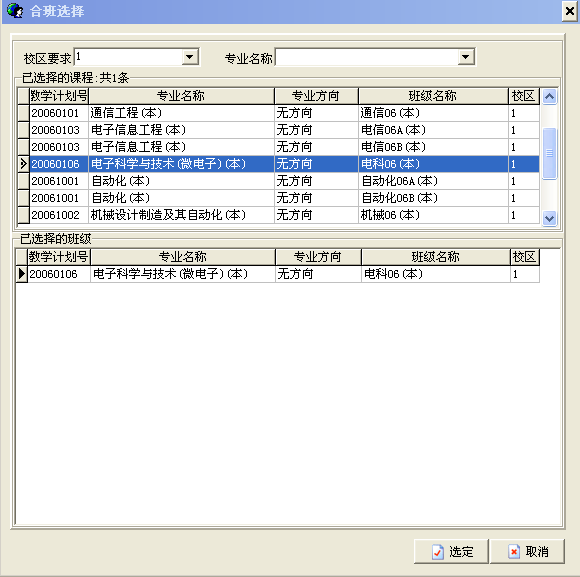 合班选择
校区要求 1 专业名称
已选择的课程:共1条
教学计划号 专业名称 专业方向 班级名称 校区
20060101 通信工程(本) 无方向 通信06(本) 1
20060103 电子信息工程(本) 无方向 电信06A(本) 1
20060103 电子信息工程(本) 无方向 电信06B(本) 1
20060106 电子科学与技术(微电子)(本) 无方向 电科06(本) 1
20061001 自动化(本) 无方向 自动化06A(本) 1
20061001 自动化(本) 无方向 自动化06B(本) 1
20061002 机械设计制造及其自动化(本) 无方向 机械06(本) 1
已选择的班级
教学计划号 专业名称 专业方向 班级名称 校区
20060106 电子科学与技术(微电子)(本) 无方向 电科06(本) 1
选定 取消